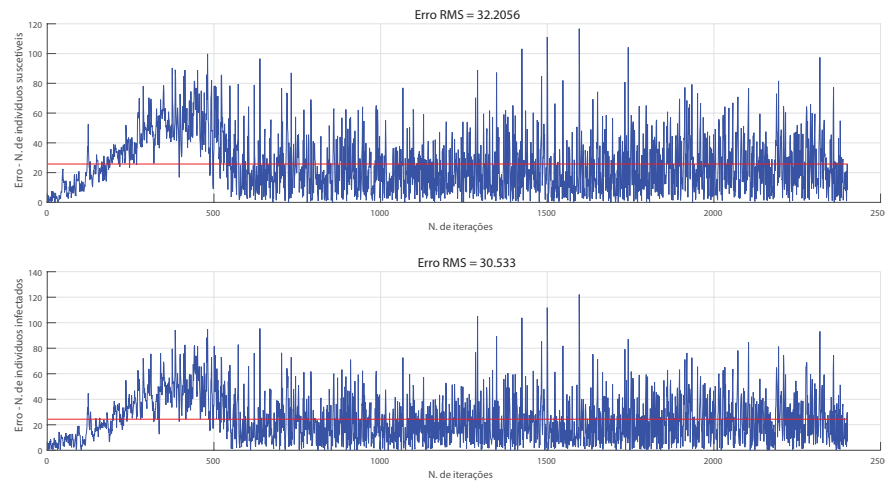 Erro RMS = 32.2056
120
100
80
60
40
20
0
Erro - N. de indivíduos suscetíveis
0 500 1000 1500 2000 250
N. de iterações
Erro RMS = 30.533
140
120
100
80
60
40
20
0
Erro - N. de indivíduos infectados
0 500 1000 1500 2000 2500
N. de iterações